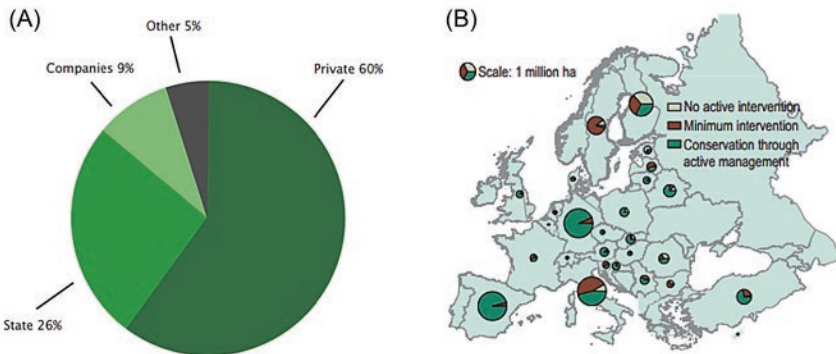 (A)
Other 5%
Companies 9%
Private 60%
State 26%
(B)
Scale: 1 million ha
No active intervention
Minimum intervention
Conservation through
active management